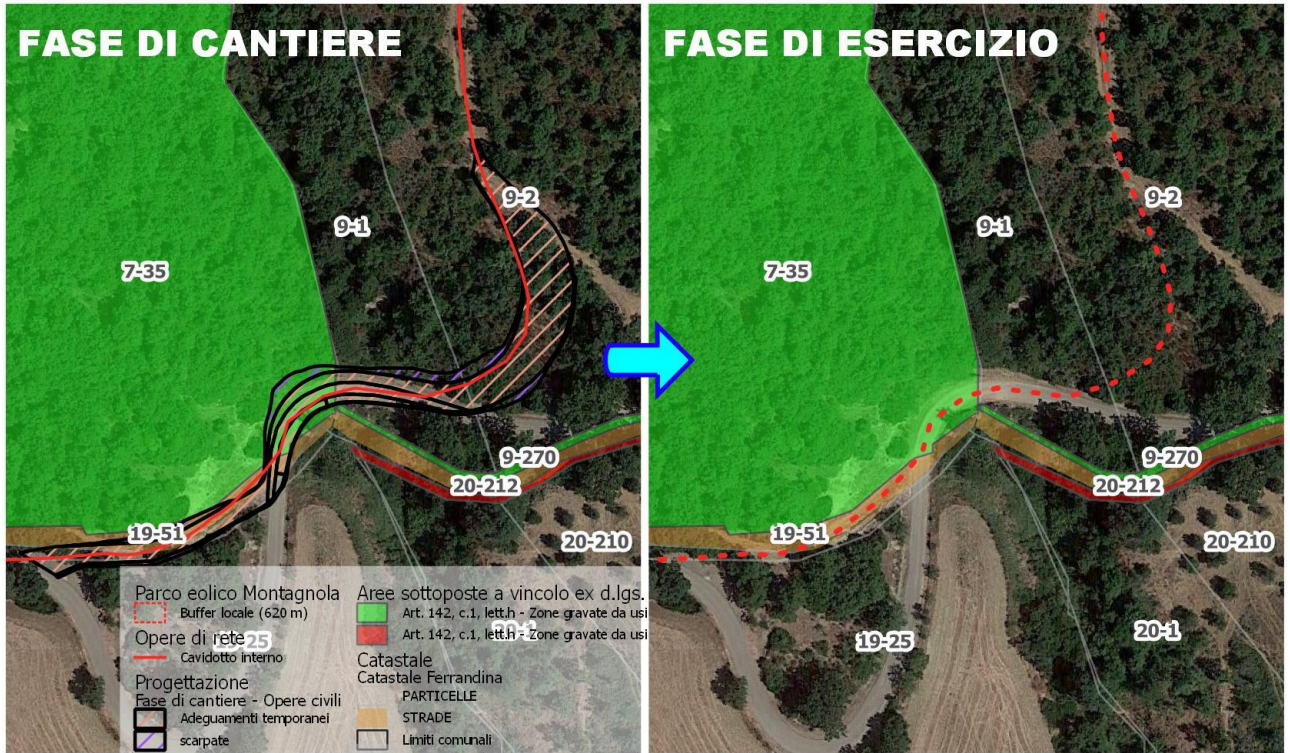 FASE DI CANTIERE
9-2
9-1
7-35
9-270
20-212
19-51
20-210
19-25
20-1
Parco eolico Montagnola
Buffer locale (620 m)
Opere di rete
Cavidotto interno
Progettazione
Fase di cantiere - Opere civili
Adeguamenti temporanei
scarpate
Aree sottoposte a vincolo ex d.lgs.
Art. 142, c.1, lett.h - Zone gravate da usi
Art. 142, c.1, lett.h - Zone gravate da usi
Catastale
Catastale Ferrandina
PARTICELLE
STRADE
Limiti comunali
FASE DI ESERCIZIO
9-2
9-1
7-35
9-270
20-212
19-51
20-210
19-25
20-1